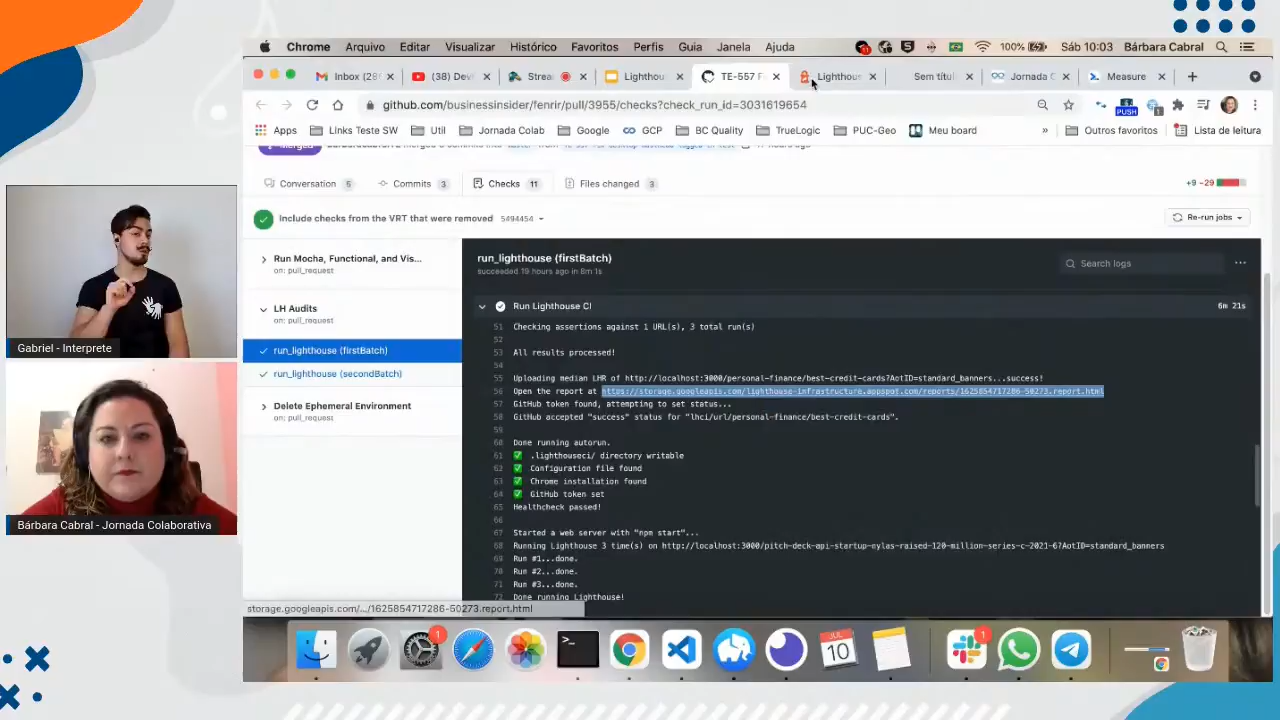 Chrome Arquivo Editar Visualizar Histórico Favoritos Perfis Guia Janela Ajuda 100% Sáb 10:03 Bárbara Cabral
Inbox (28 (38) Devi Strea Lighthou TE-557 F Lighthous Sem títul Jornada C Measure
github.com/businessinsider/fenrir/pull/3955/checks?check_run_id=3031619654
PUSH
Apps Links Teste SW Util Jornada Colab Google GCP BC Quality TrueLogic PUC-Geo Meu board » Outros favoritos Lista de leitura
Merged
Conversation 5 Commits 3 Checks 11 Files changed 3 +9 −29
Include checks from the VRT that were removed 5494454 Re-run jobs
Run Mocha, Functional, and Vis...
on: pull_request
LH Audits
on: pull_request
run_lighthouse (firstBatch)
run_lighthouse (secondBatch)
Delete Ephemeral Environment
on: pull_request
run_lighthouse (firstBatch)
succeeded 19 hours ago in 8m 1s
Search logs
Run Lighthouse CI 6m 21s
51 Checking assertions against 1 URL(s), 3 total run(s)
52
53 All results processed!
54
55 Uploading median LHR of http://localhost:3000/personal-finance/best-credit-cards?AotID=standard_banners...success!
56 Open the report at https://storage.googleapis.com/lighthouse-infrastructure.appspot.com/reports/1625854717286-50273.report.html
57 GitHub token found, attempting to set status...
58 GitHub accepted "success" status for "lhci/url/personal-finance/best-credit-cards".
59
60 Done running autorun.
61 ✅ .lighthouseci/ directory writable
62 ✅ Configuration file found
63 ✅ Chrome installation found
64 ✅ GitHub token set
65 Healthcheck passed!
66
67 Started a web server with "npm start"...
68 Running Lighthouse 3 time(s) on http://localhost:3000/pitch-deck-api-startup-nylas-raised-120-million-series-c-2021-6?AotID=standard_banners
69 Run #1...done.
70 Run #2...done.
71 Run #3...done.
72 Done running Lighthouse!
storage.googleapis.com/.../1625854717286-50273.report.html
Gabriel - Interprete
Bárbara Cabral - Jornada Colaborativa
1
JUL
10
1